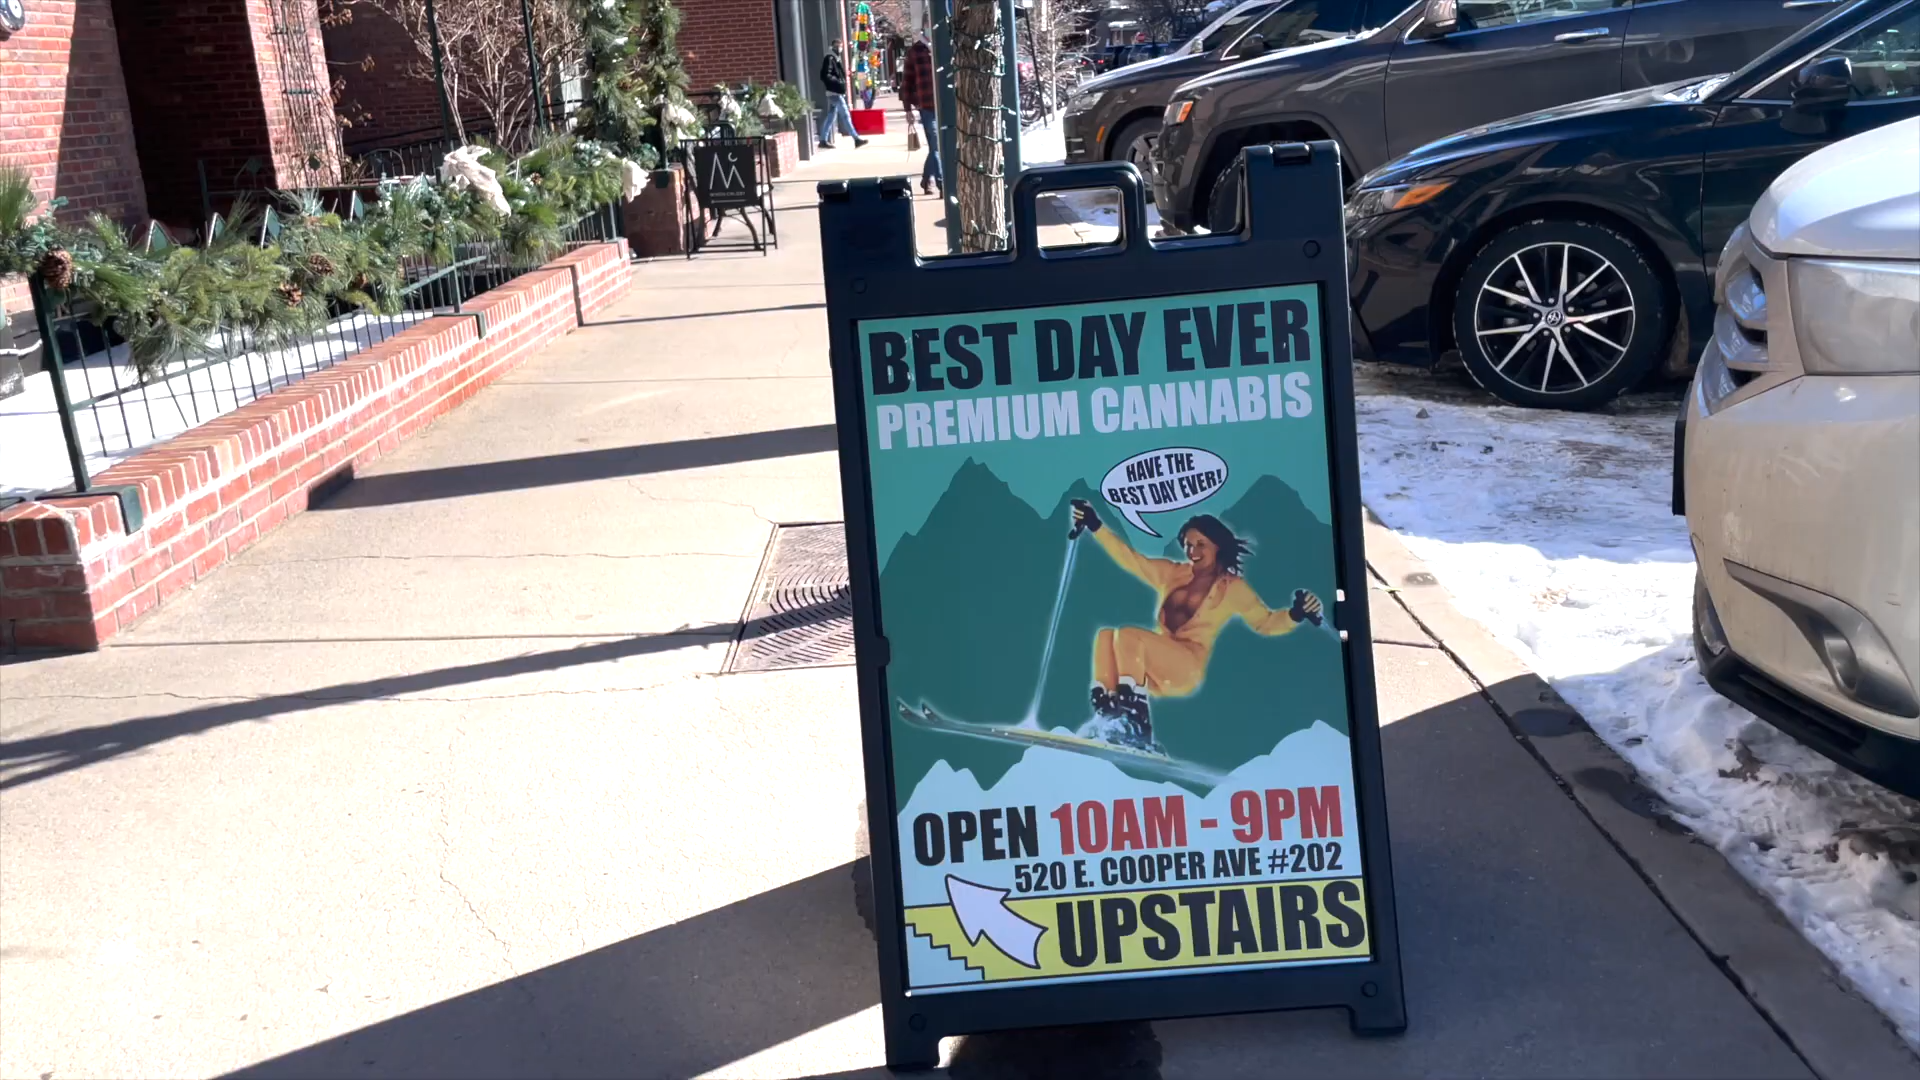 BEST DAY EVER
PREMIUM CANNABIS
HAVE THE
BEST DAY EVER!
OPEN 10AM - 9PM
520 E. COOPER AVE #202
UPSTAIRS